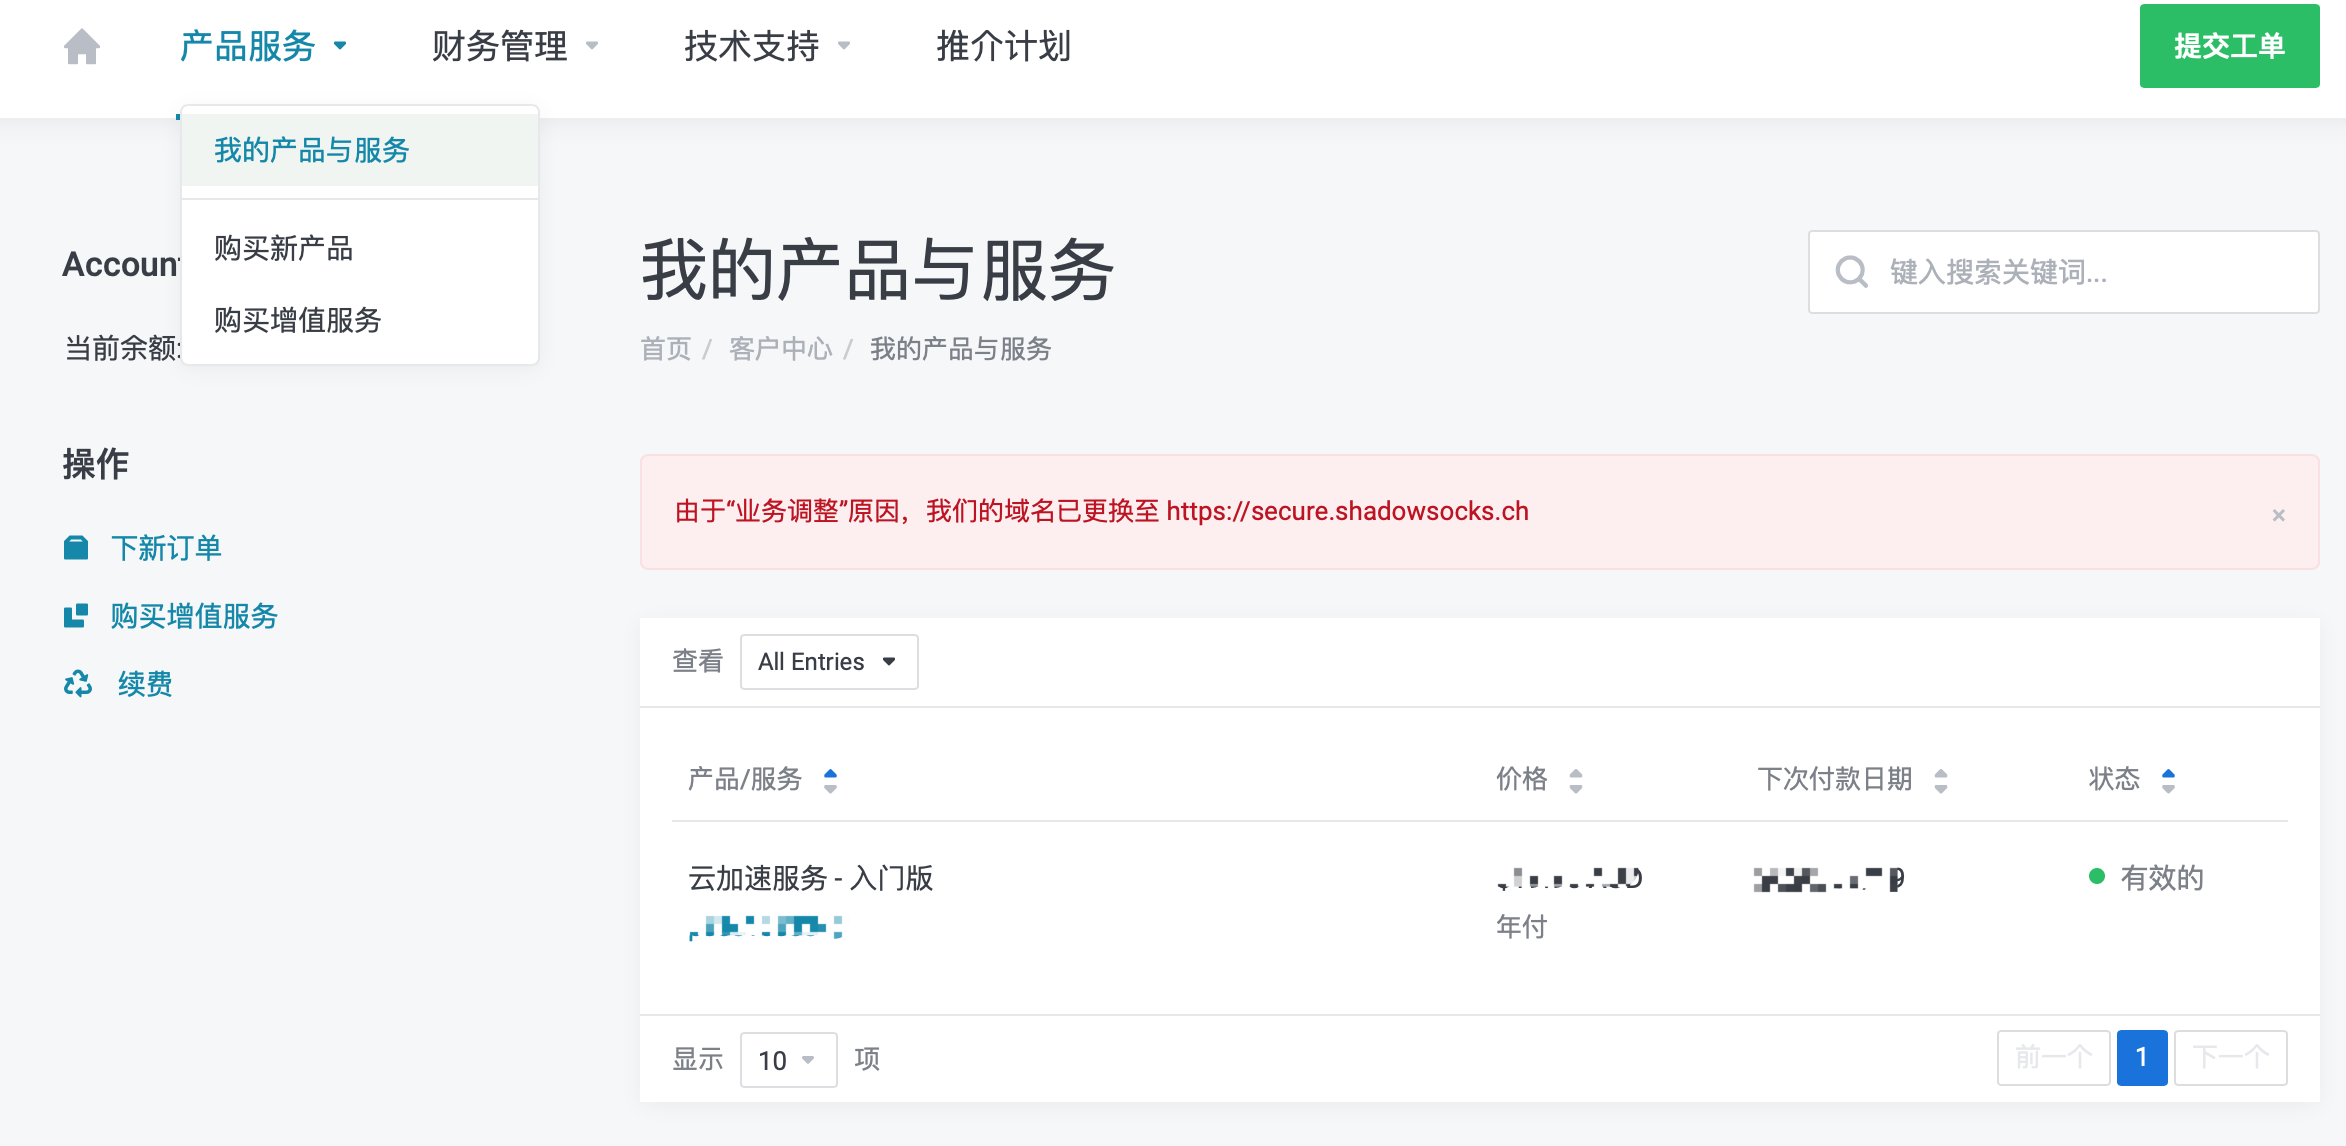 产品服务
财务管理
技术支持
推介计划
提交工单
我的产品与服务
购买新产品
购买增值服务
当前余额:
操作
下新订单
购买增值服务
续费
我的产品与服务
首页 / 客户中心 / 我的产品与服务
键入搜索关键词...
由于“业务调整”原因，我们的域名已更换至 https://secure.shadowsocks.ch
×
查看 All Entries
产品/服务 价格 下次付款日期 状态
云加速服务 - 入门版
有效的
年付
显示 10 项
前一个 1 下一个